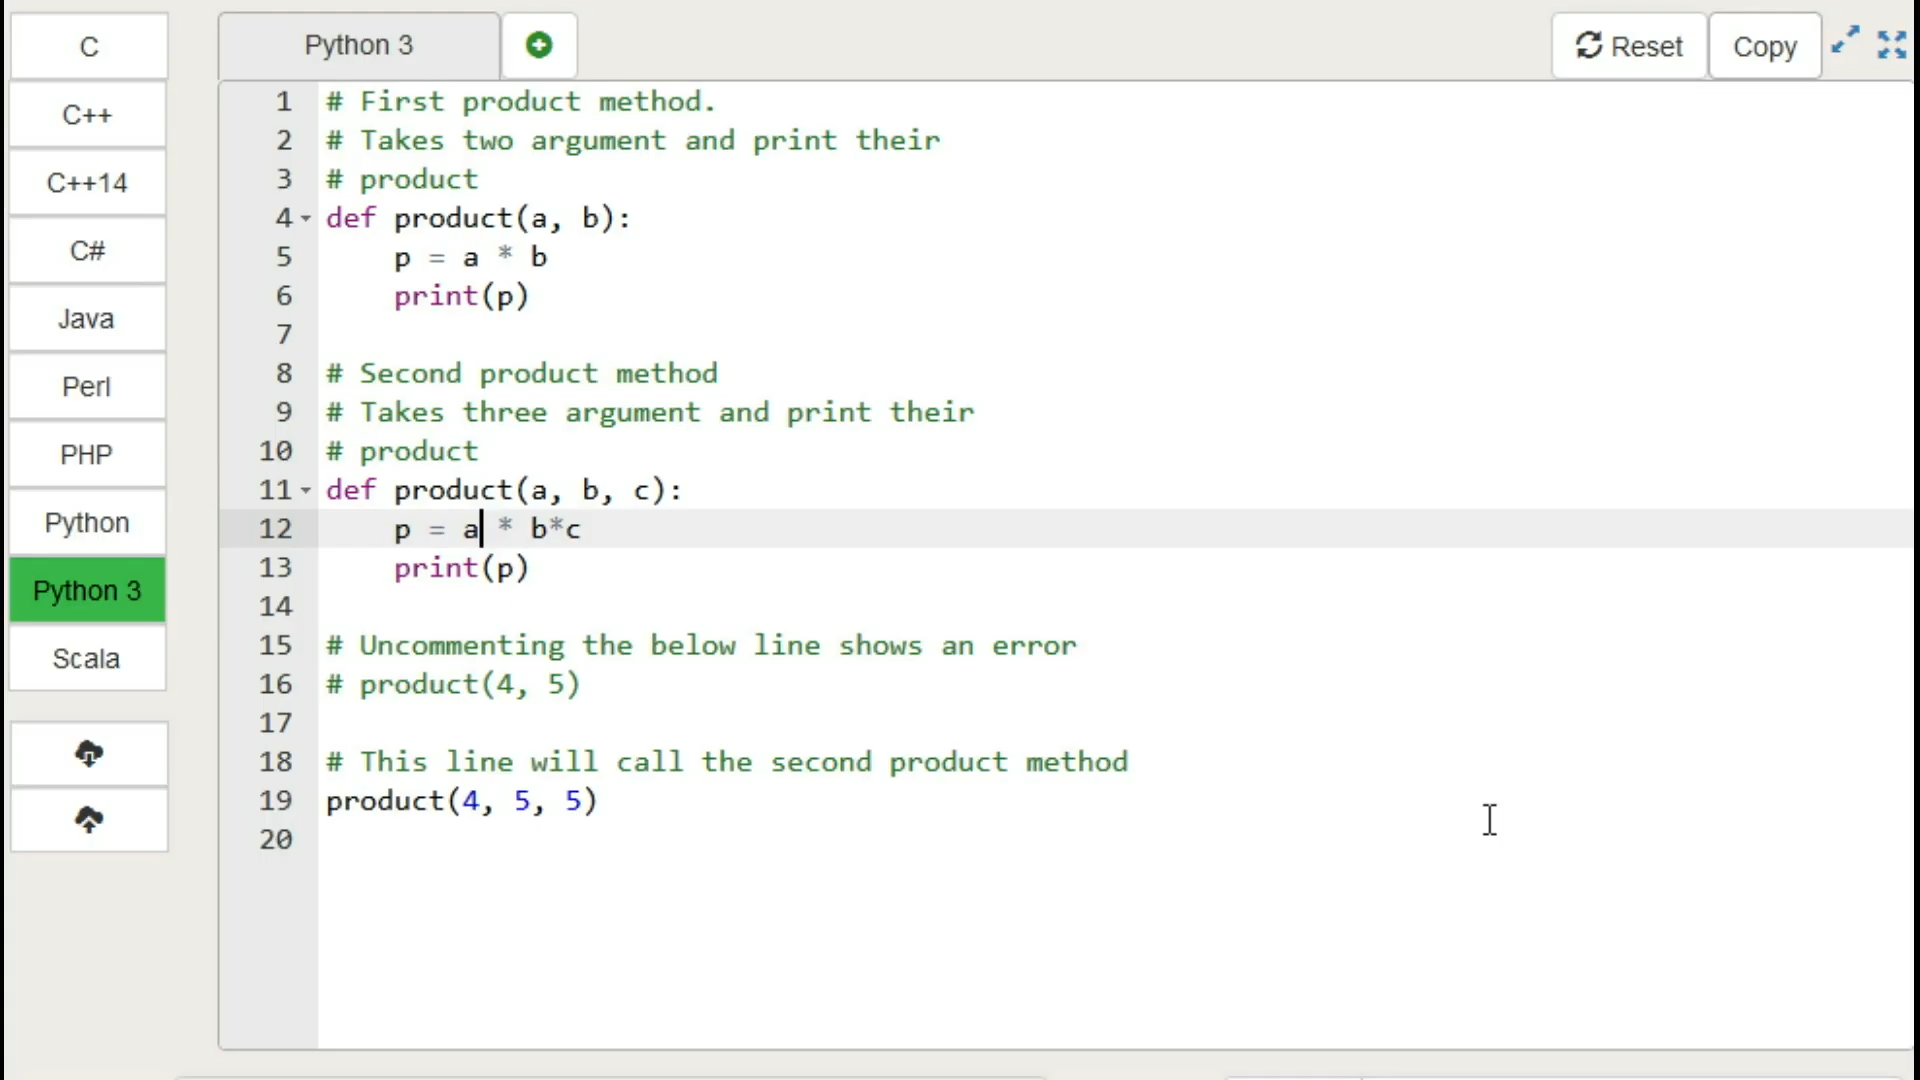 C
C++
C++14
C#
Java
Perl
PHP
Python
Python 3
Scala
Python 3
Reset
Copy
1 # First product method.
2 # Takes two argument and print their
3 # product
4 def product(a, b):
5     p = a * b
6     print(p)
7
8 # Second product method
9 # Takes three argument and print their
10 # product
11 def product(a, b, c):
12     p = a * b*c
13     print(p)
14
15 # Uncommenting the below line shows an error
16 # product(4, 5)
17
18 # This line will call the second product method
19 product(4, 5, 5)
20